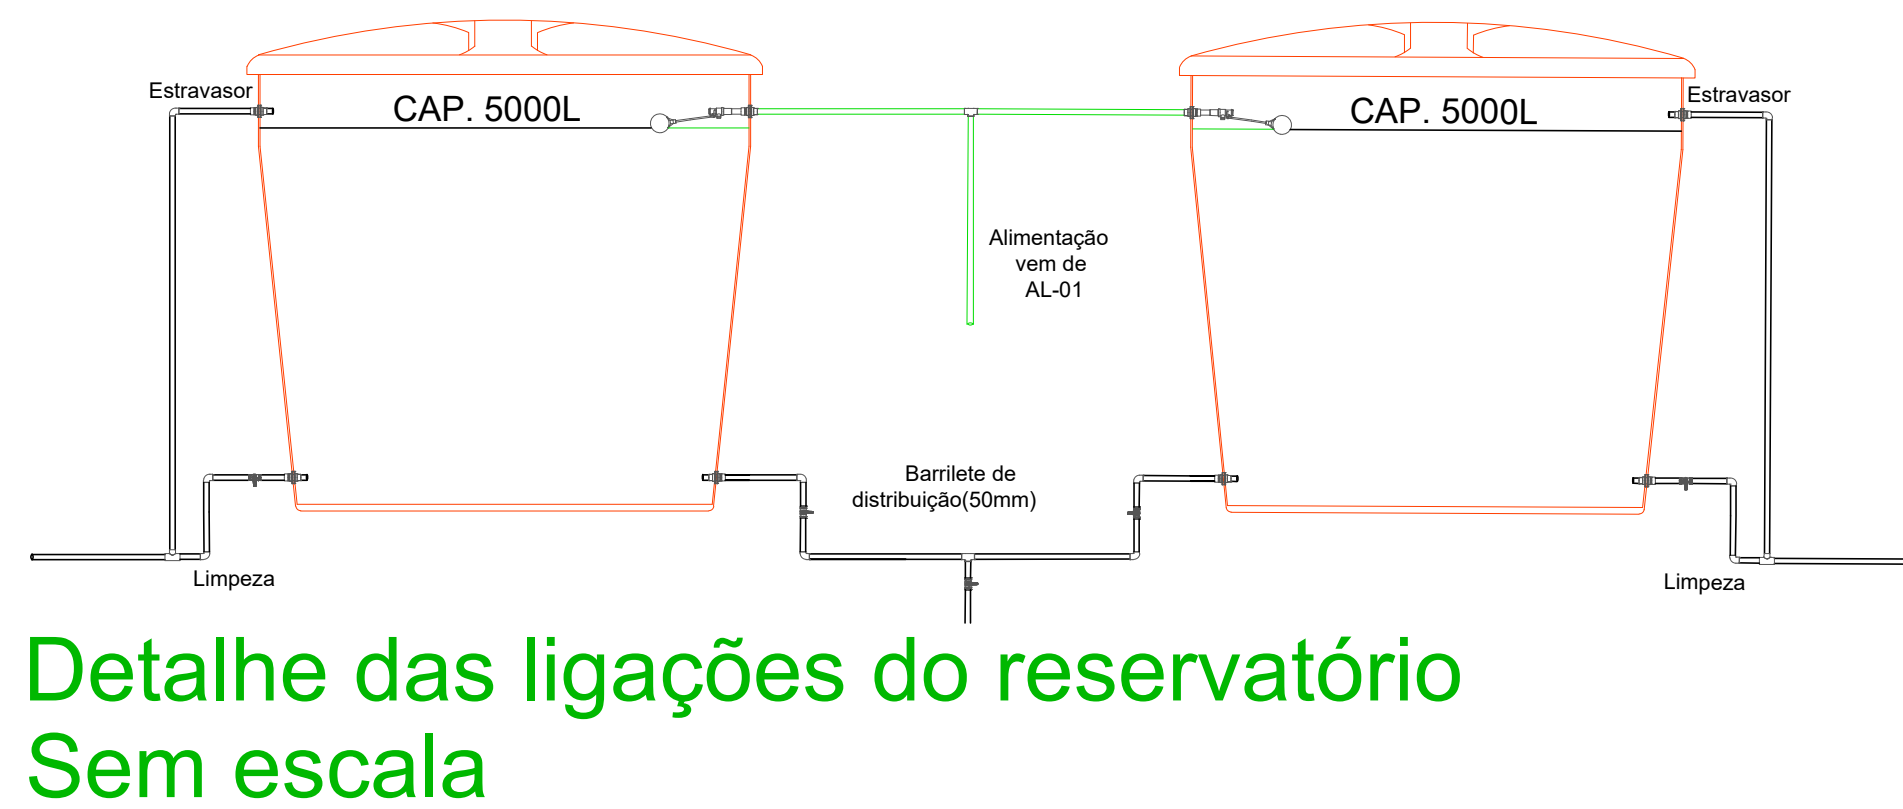 Estravasor
CAP. 5000L
CAP. 5000L
Estravasor
Alimentação
vem de
AL-01
Barrilete de
distribuição(50mm)
Limpeza
Limpeza
Detalhe das ligações do reservatório
Sem escala